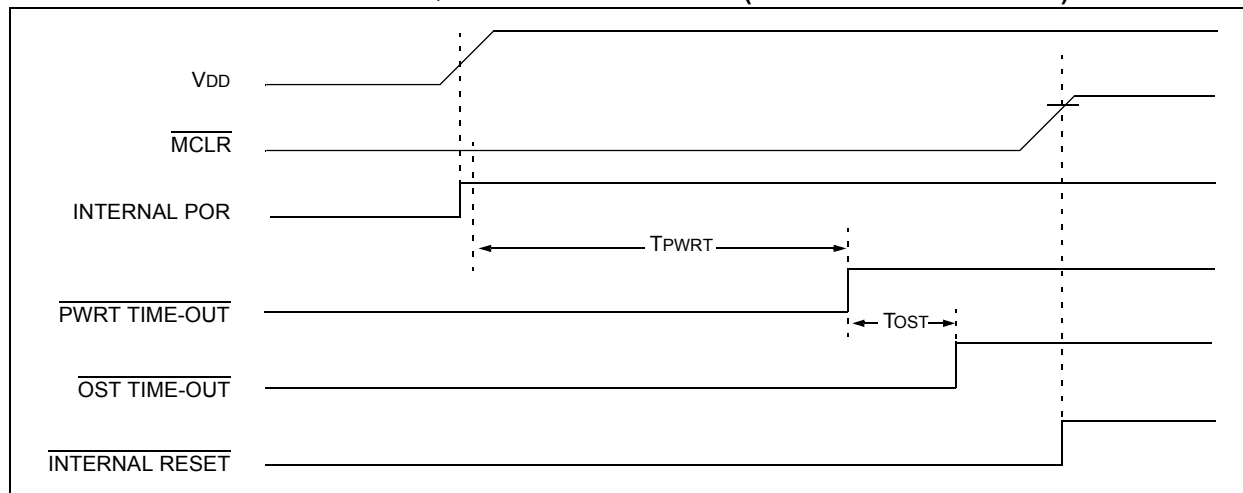 VDD
MCLR
INTERNAL POR
TPWRT
PWRT TIME-OUT
TOST
OST TIME-OUT
INTERNAL RESET